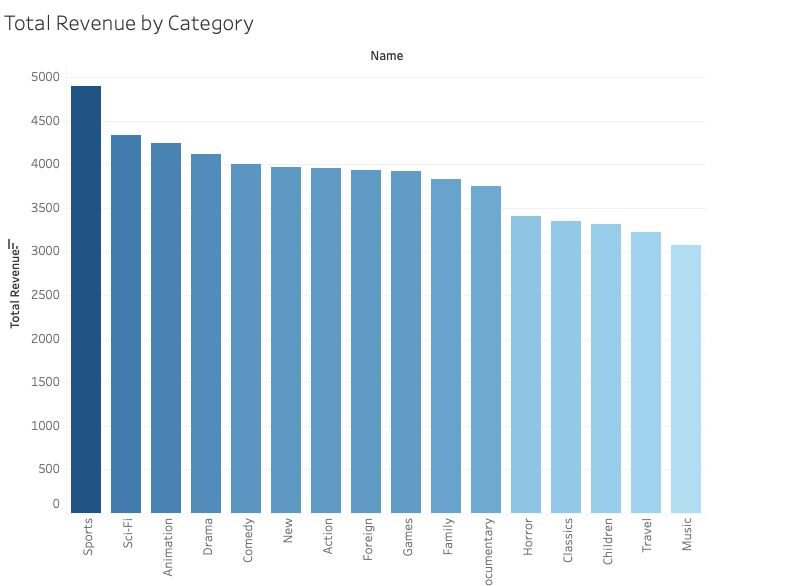 Total Revenue by Category
Name
Total Revenue
5000
4500
4000
3500
3000
2500
2000
1500
1000
500
0
Sports
Sci-Fi
Animation
Drama
Comedy
New
Action
Foreign
Games
Family
ocumentary
Horror
Classics
Children
Travel
Music